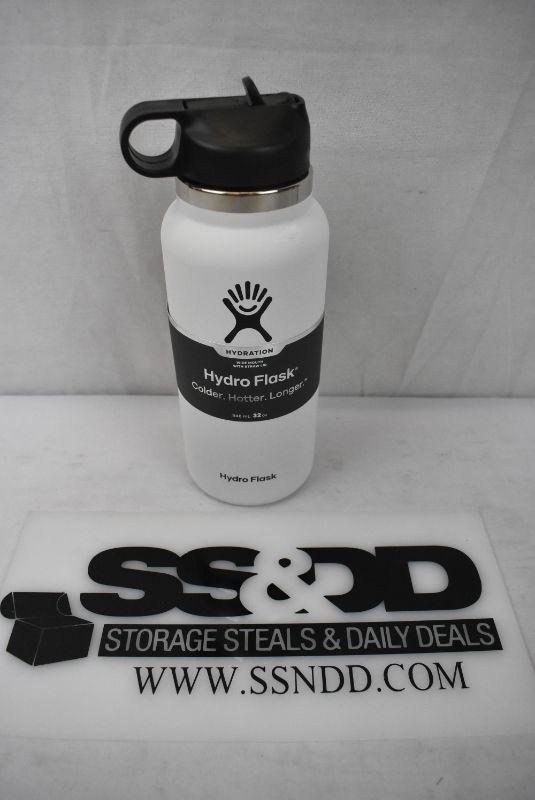 HYDRATION
WIDE MOUTH
WITH STRAW LID
Hydro Flask®
Colder. Hotter. Longer.™
946 mL 32 oz
Hydro Flask
SS&DD
STORAGE STEALS & DAILY DEALS
WWW.SSNDD.COM